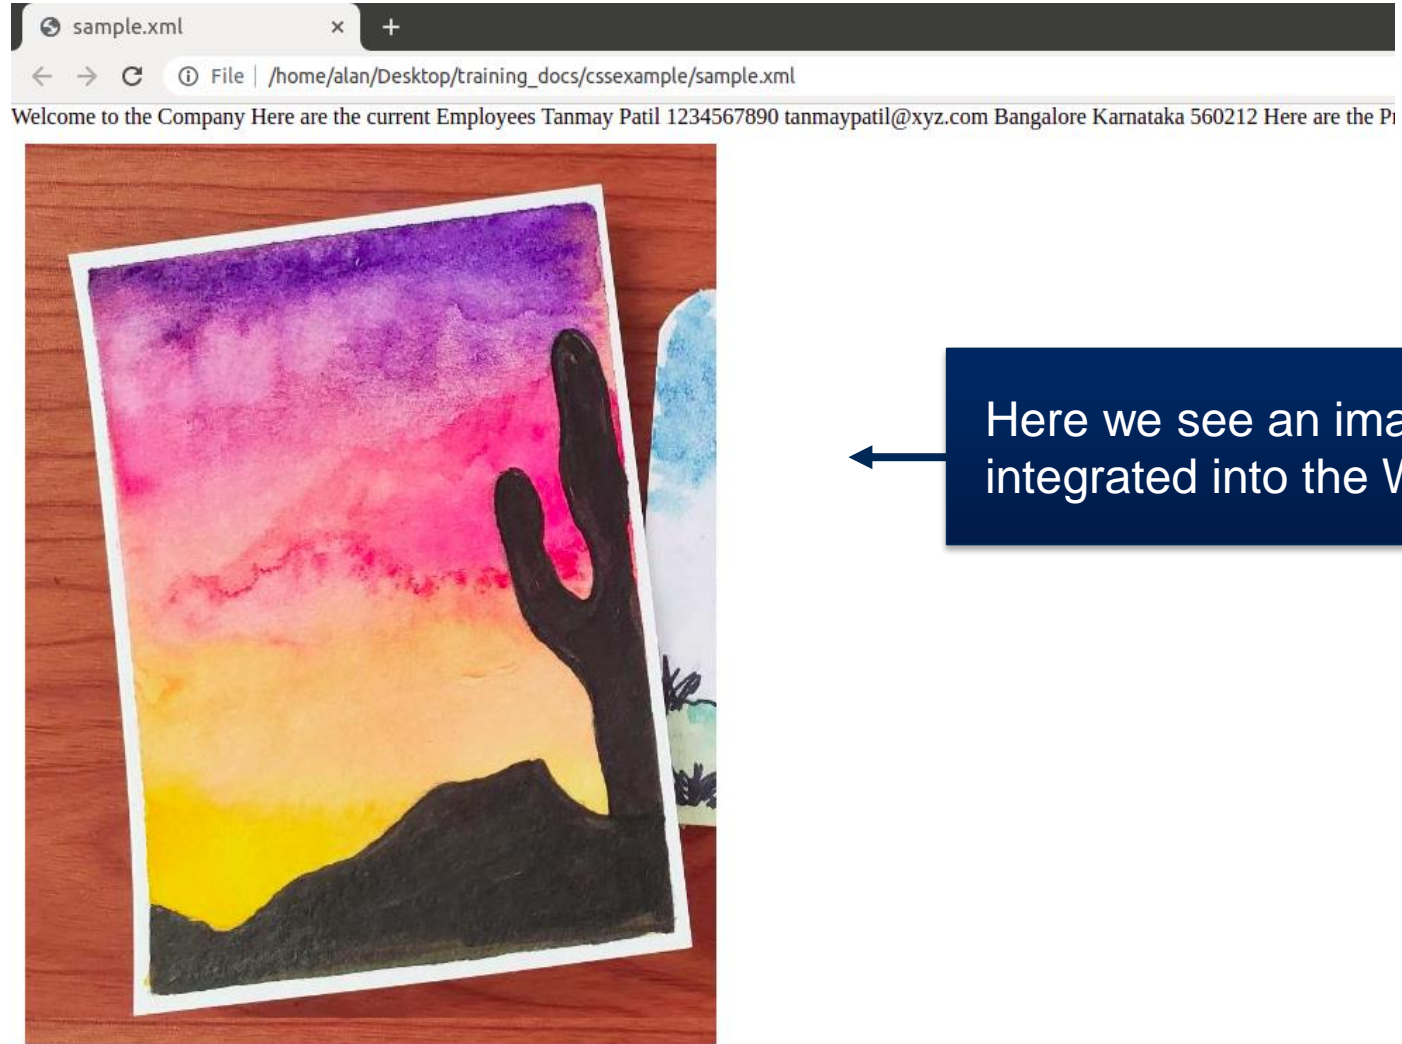 sample.xml
File | /home/alan/Desktop/training_docs/cssexample/sample.xml
Welcome to the Company Here are the current Employees Tanmay Patil 1234567890 tanmaypatil@xyz.com Bangalore Karnataka 560212 Here are the
Here we see an
integrated into the